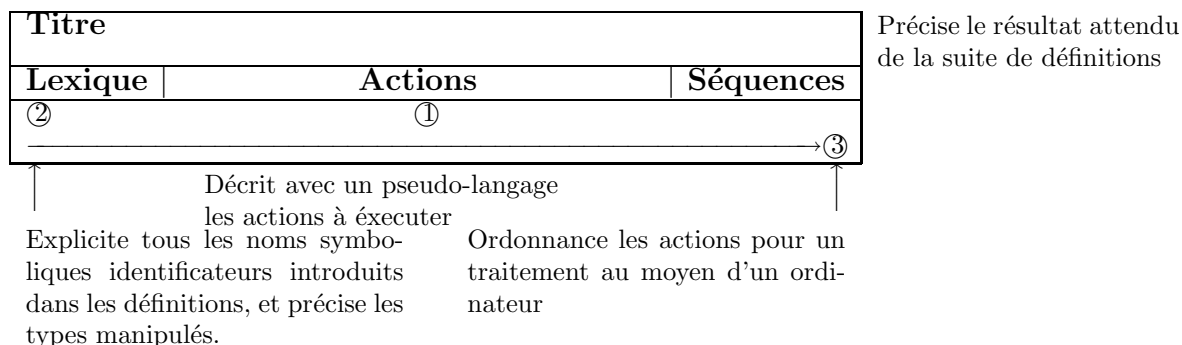 Titre
Précise le résultat attendu
de la suite de définitions
Lexique | Actions | Séquences
② ①
③
Décrit avec un pseudo-langage
les actions à éxecuter
Explicite tous les noms symbo-
liques identificateurs introduits
dans les définitions, et précise les
types manipulés.
Ordonnance les actions pour un
traitement au moyen d'un ordi-
nateur